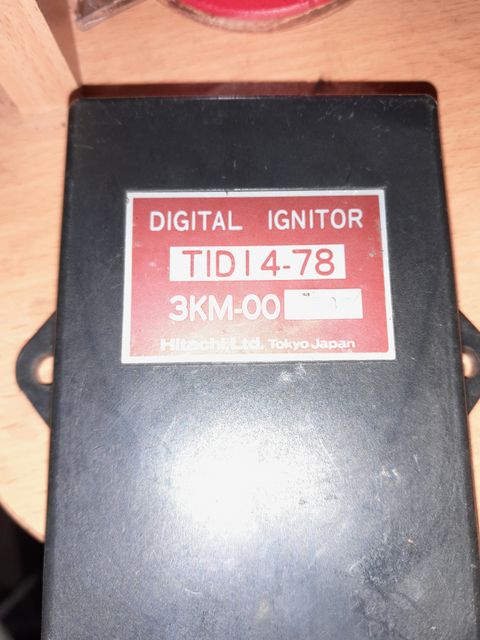 DIGITAL IGNITOR
TID14-78
3KM-00
Hitachi, Ltd. Tokyo Japan